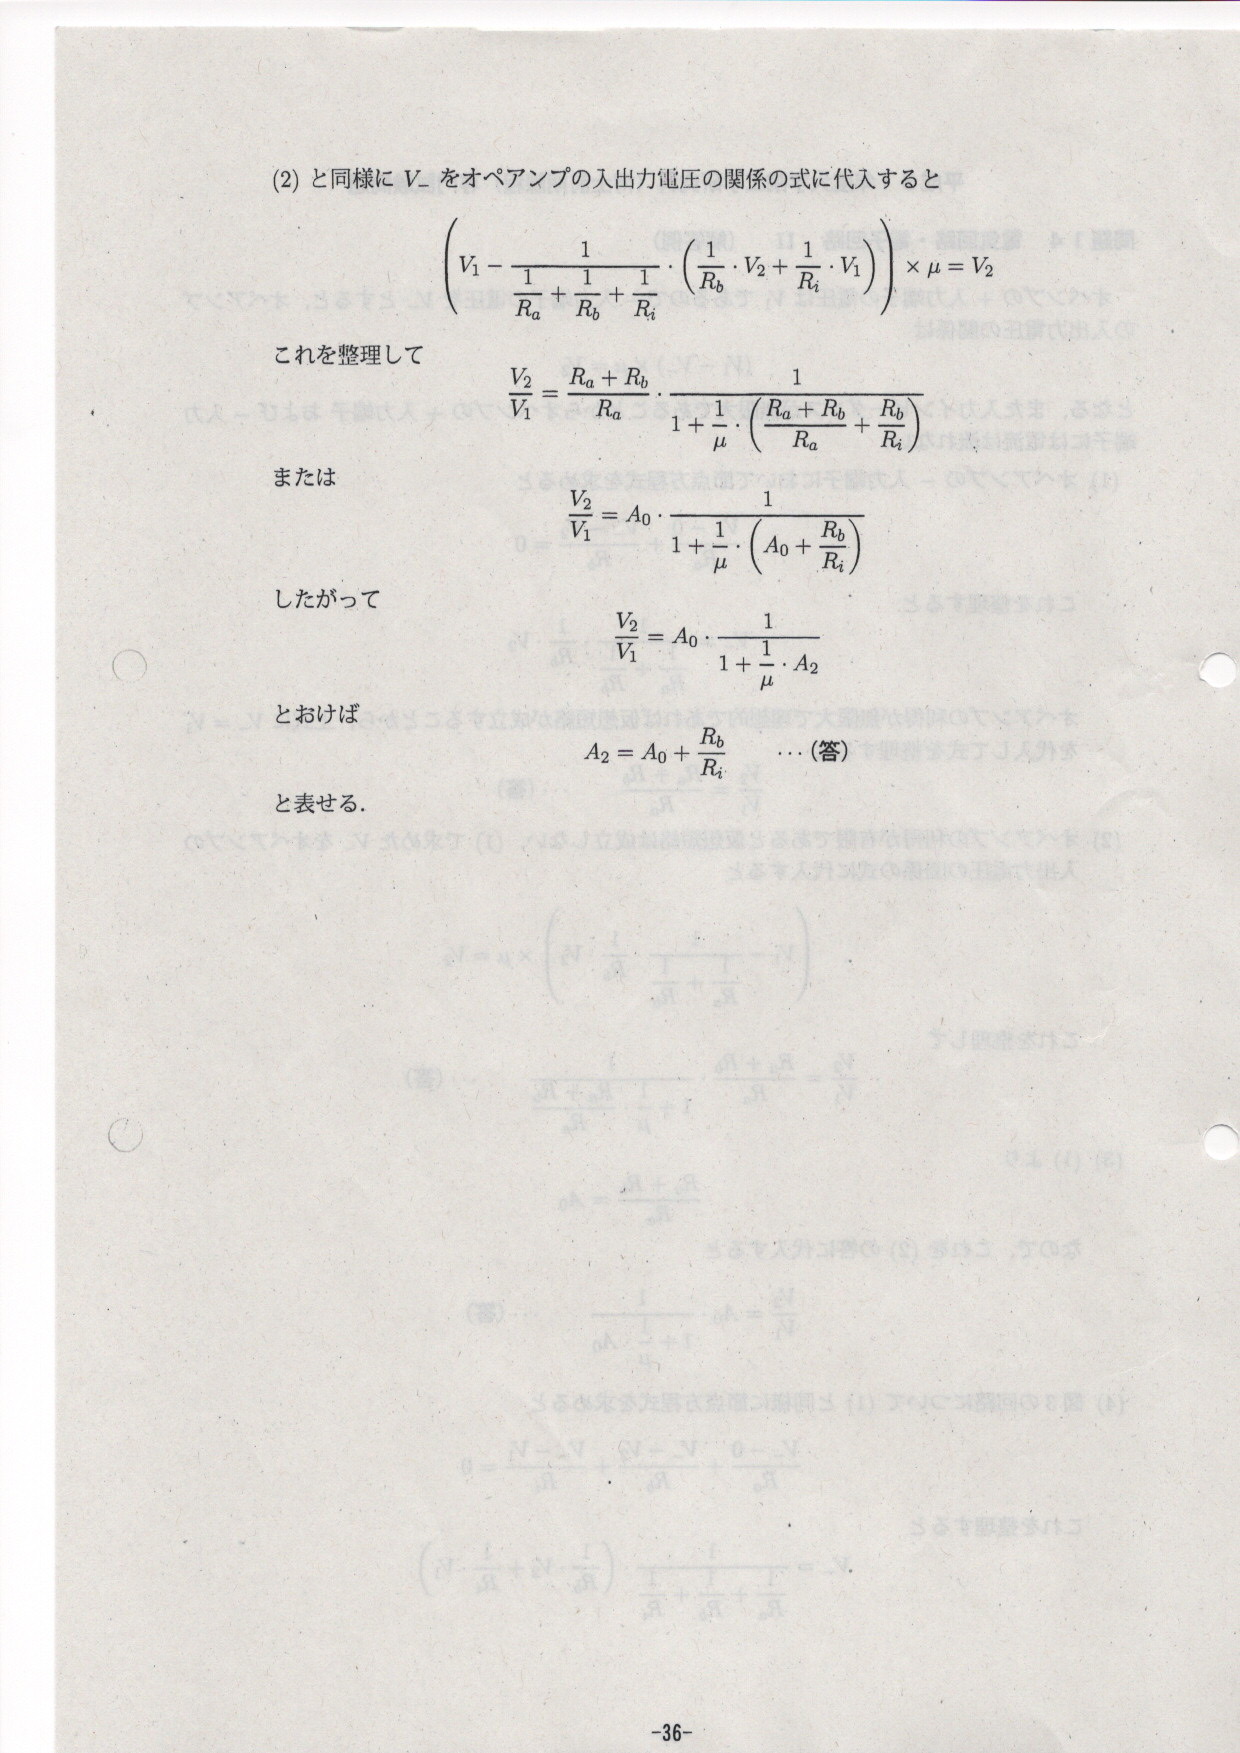 (2) と同様に V₋ をオペアンプの入出力電圧の関係の式に代入すると
\left( V_1 - \frac{1}{\frac{1}{R_a} + \frac{1}{R_b} + \frac{1}{R_i}} \cdot \left( \frac{1}{R_b} \cdot V_2 + \frac{1}{R_i} \cdot V_1 \right) \right) \times \mu = V_2
これを整理して
\frac{V_2}{V_1} = \frac{R_a + R_b}{R_a} \cdot \frac{1}{1 + \frac{1}{\mu} \cdot \left( \frac{R_a + R_b}{R_a} + \frac{R_b}{R_i} \right)}
または
\frac{V_2}{V_1} = A_0 \cdot \frac{1}{1 + \frac{1}{\mu} \cdot \left( A_0 + \frac{R_b}{R_i} \right)}
したがって
\frac{V_2}{V_1} = A_0 \cdot \frac{1}{1 + \frac{1}{\mu} \cdot A_2}
とおけば
A_2 = A_0 + \frac{R_b}{R_i} ···(答)
と表せる.
-36-